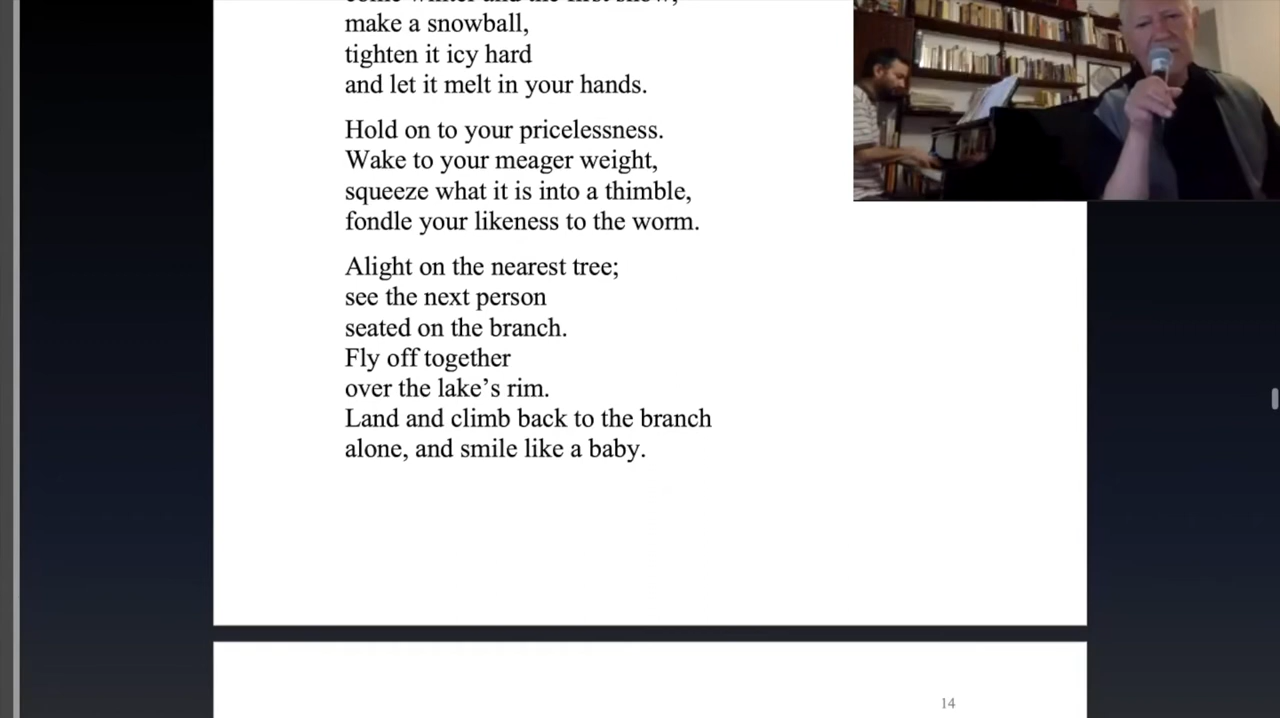 make a snowball,
tighten it icy hard
and let it melt in your hands.
Hold on to your pricelessness.
Wake to your meager weight,
squeeze what it is into a thimble,
fondle your likeness to the worm.
Alight on the nearest tree;
see the next person
seated on the branch.
Fly off together
over the lake’s rim.
Land and climb back to the branch
alone, and smile like a baby.
14